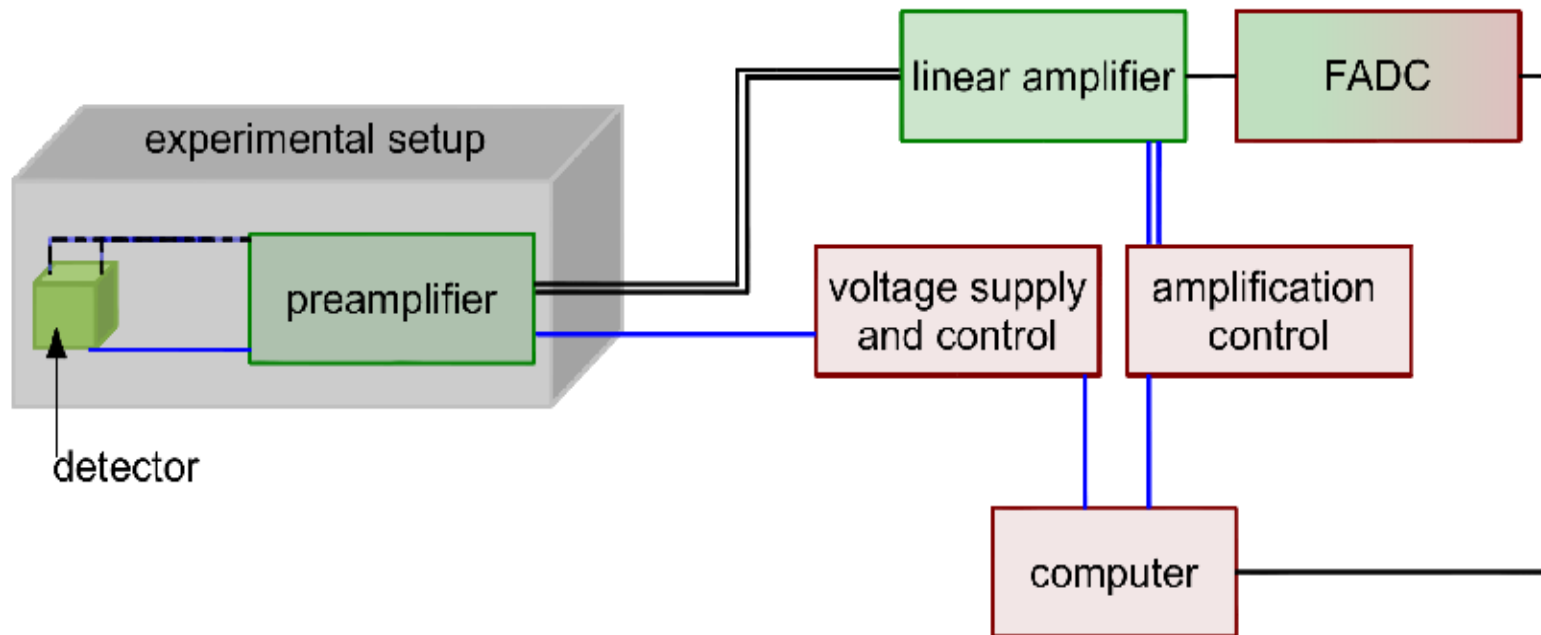 linear amplifier
FADC
experimental setup
preamplifier
voltage supply
and control
amplification
control
detector
computer